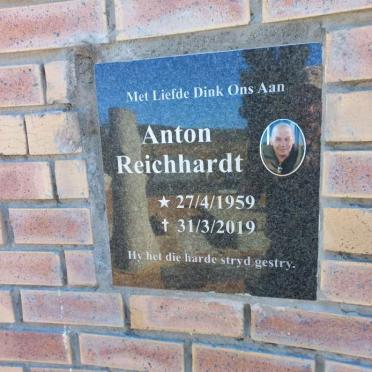 Met Liefde Dink Ons Aan
Anton
Reichhardt
★ 27/4/1959
✝ 31/3/2019
Hy het die harde stryd gestry.